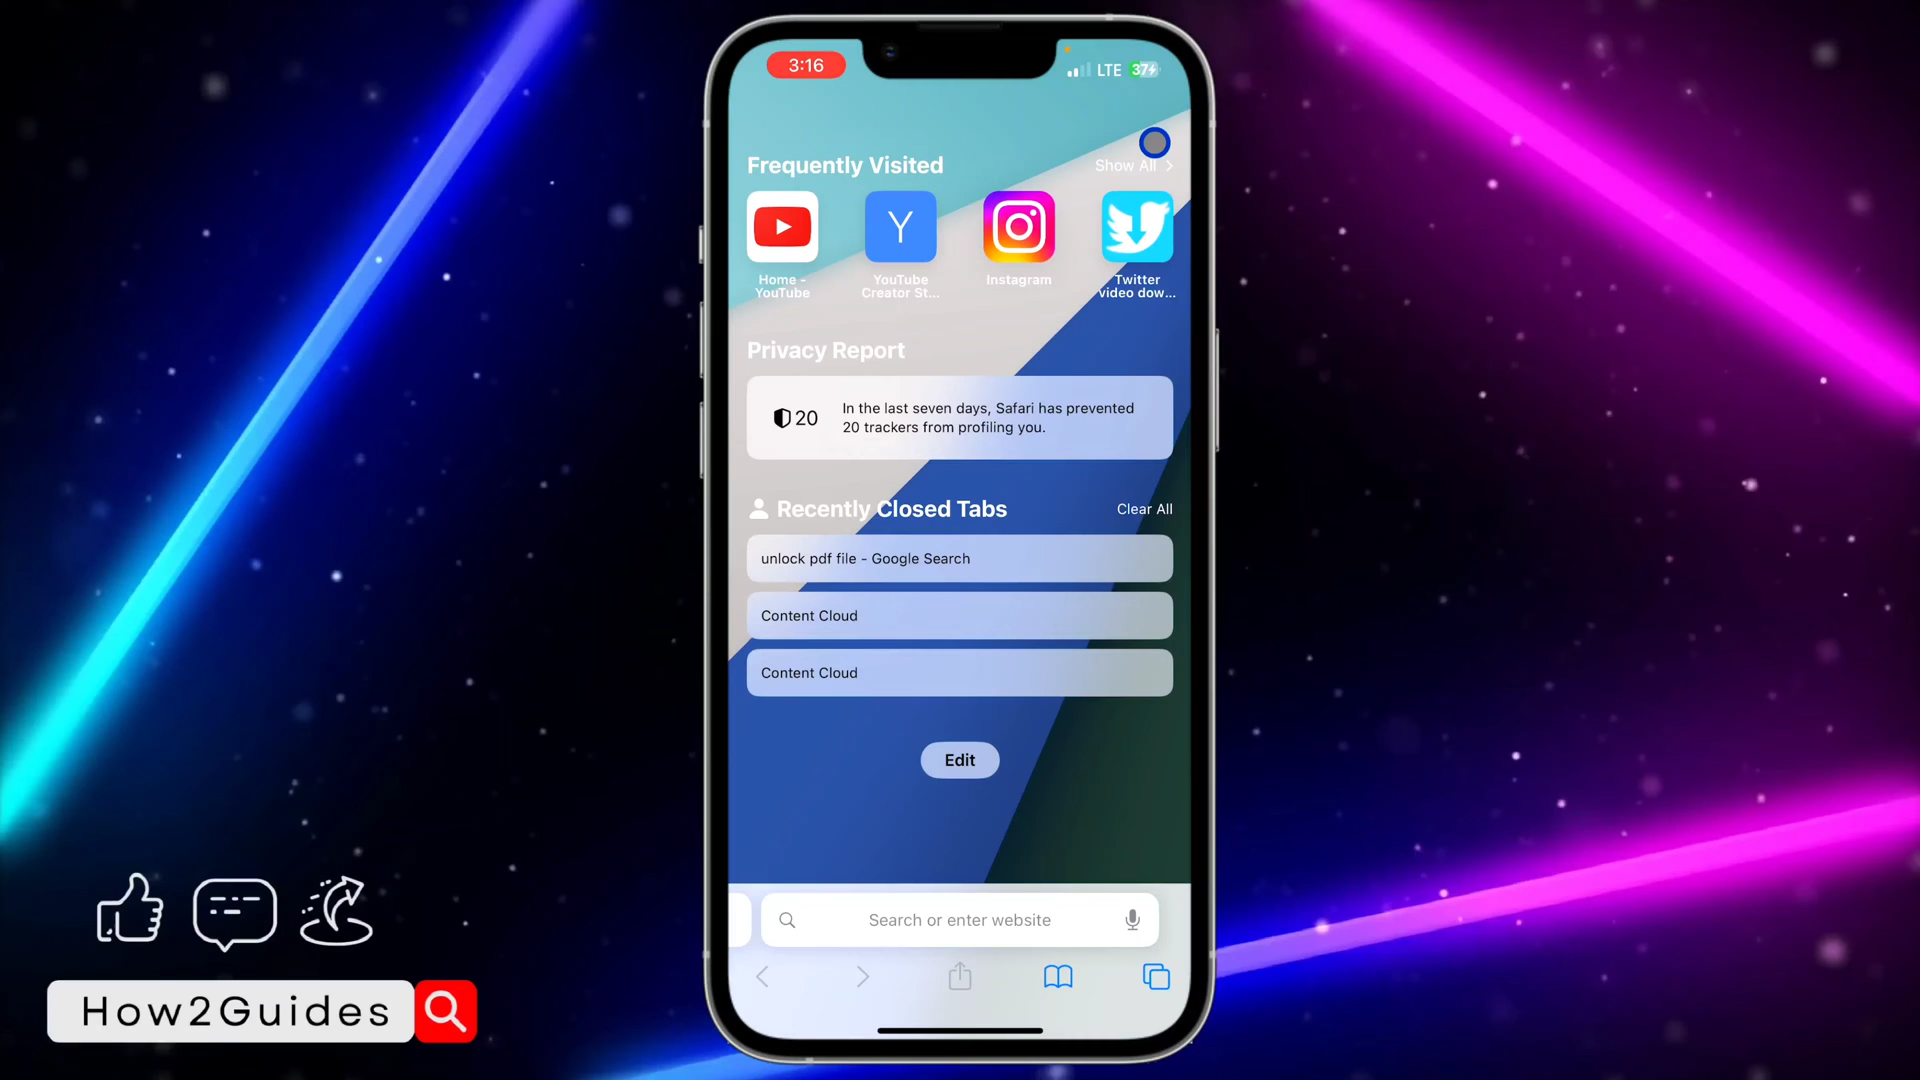 3:16
LTE 37
Frequently Visited
Show All
Y
Home -
YouTube
YouTube
Creator St...
Instagram
Twitter
video dow...
Privacy Report
20
In the last seven days, Safari has prevented
20 trackers from profiling you.
Recently Closed Tabs
Clear All
unlock pdf file - Google Search
Content Cloud
Content Cloud
Edit
Search or enter website
How2Guides